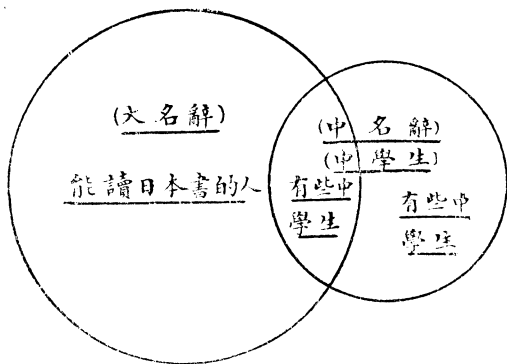 (大名辭)
能讀日本書的人
(中名辭)
(中學生)
有些中
學生
有些中
學生